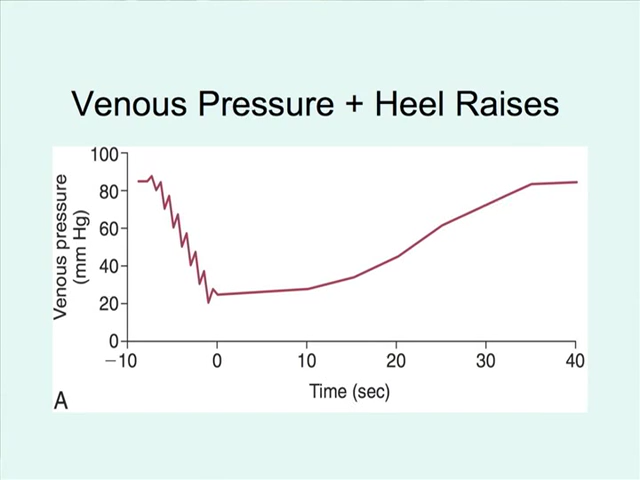 Venous Pressure + Heel Raises
Venous pressure
(mm Hg)
100
80
60
40
20
0
−10
0
10
20
30
40
Time (sec)
A